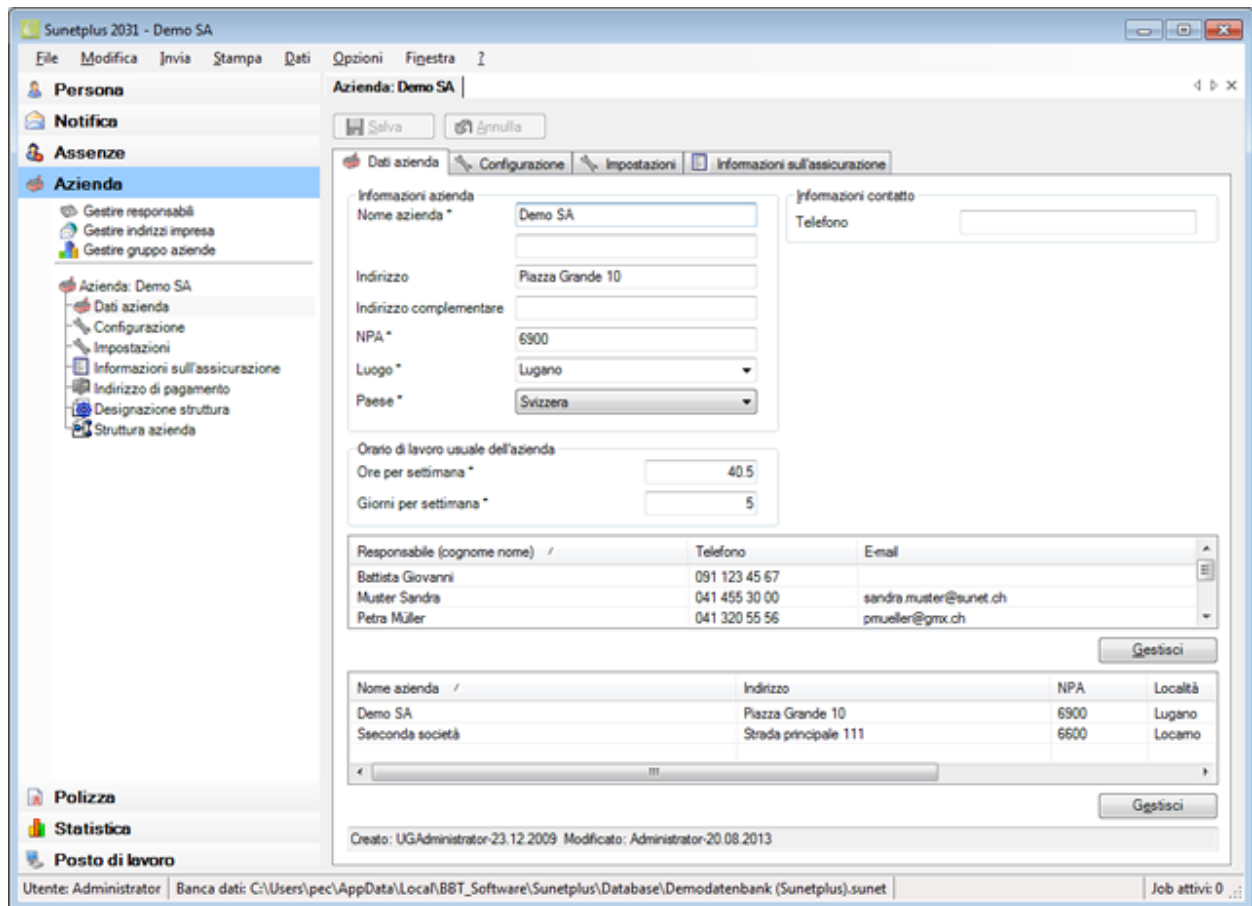 Sunetplus 2031 - Demo SA
File Modifica Invia Stampa Dati Opzioni Finestra ?
Persona
Notifica
Assenze
Azienda
Gestire responsabili
Gestire indirizzi impresa
Gestire gruppo aziende
Azienda: Demo SA
Dati azienda
Configurazione
Impostazioni
Informazioni sull'assicurazione
Indirizzo di pagamento
Designazione struttura
Struttura azienda
Polizza
Statistica
Posto di lavoro
Azienda: Demo SA
Salva Annulla
Dati azienda Configurazione Impostazioni Informazioni sull'assicurazione
Informazioni azienda
Nome azienda * Demo SA
Indirizzo Piazza Grande 10
Indirizzo complementare
NPA * 6900
Luogo * Lugano
Paese * Svizzera
Informazioni contatto
Telefono
Orario di lavoro usuale dell'azienda
Ore per settimana * 40.5
Giorni per settimana * 5
Responsabile (cognome nome) Telefono E-mail
Battista Giovanni 091 123 45 67
Muster Sandra 041 455 30 00 sandra.muster@sunet.ch
Petra Müller 041 320 55 56 pmueller@gmx.ch
Gestisci
Nome azienda Indirizzo NPA Località
Demo SA Piazza Grande 10 6900 Lugano
Sseconda società Strada principale 111 6600 Locarno
Gestisci
Creato: UGAdministrator-23.12.2009 Modificato: Administrator-20.08.2013
Utente: Administrator Banca dati: C:\Users\pec\AppData\Local\BBT_Software\Sunetplus\Database\Demodatenbank (Sunetplus).sunet Job attivi: 0